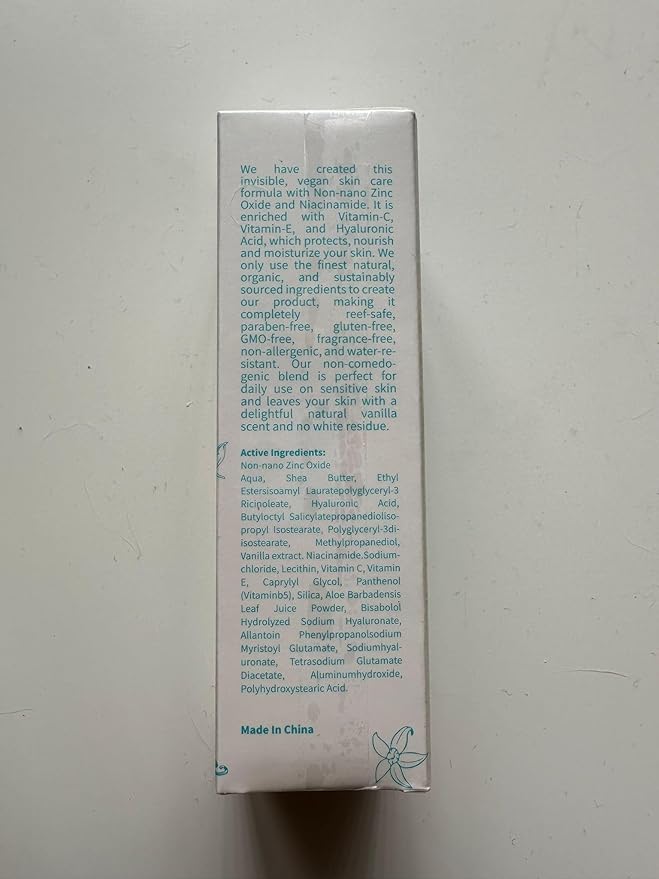 We have created this
invisible, vegan skin care
formula with Non-nano Zinc
Oxide and Niacinamide. It is
enriched with Vitamin-C,
Vitamin-E, and Hyaluronic
Acid, which protects, nourish
and moisturize your skin. We
only use the finest natural,
organic, and sustainably
sourced ingredients to create
our product, making it
completely reef-safe,
paraben-free, gluten-free,
GMO-free, fragrance-free,
non-allergenic, and water-re-
sistant. Our non-comedo-
genic blend is perfect for
daily use on sensitive skin
and leaves your skin with a
delightful natural vanilla
scent and no white residue.
Active Ingredients:
Non-nano Zinc Oxide
Aqua, Shea Butter, Ethyl
Estersisoamyl Lauratepolyglyceryl-3
Ricinoleate, Hyaluronic Acid,
Butyloctyl Salicylatepropanedioliso-
propyl Isostearate, Polyglyceryl-3di-
isostearate, Methylpropanediol,
Vanilla extract. Niacinamide.Sodium-
chloride, Lecithin, Vitamin C, Vitamin
E, Caprylyl Glycol, Panthenol
(Vitaminb5), Silica, Aloe Barbadensis
Leaf Juice Powder, Bisabolol
Hydrolyzed Sodium Hyaluronate,
Allantoin Phenylpropanolsodium
Myristoyl Glutamate, Sodiumhyal-
uronate, Tetrasodium Glutamate
Diacetate, Aluminumhydroxide,
Polyhydroxystearic Acid.
Made In China